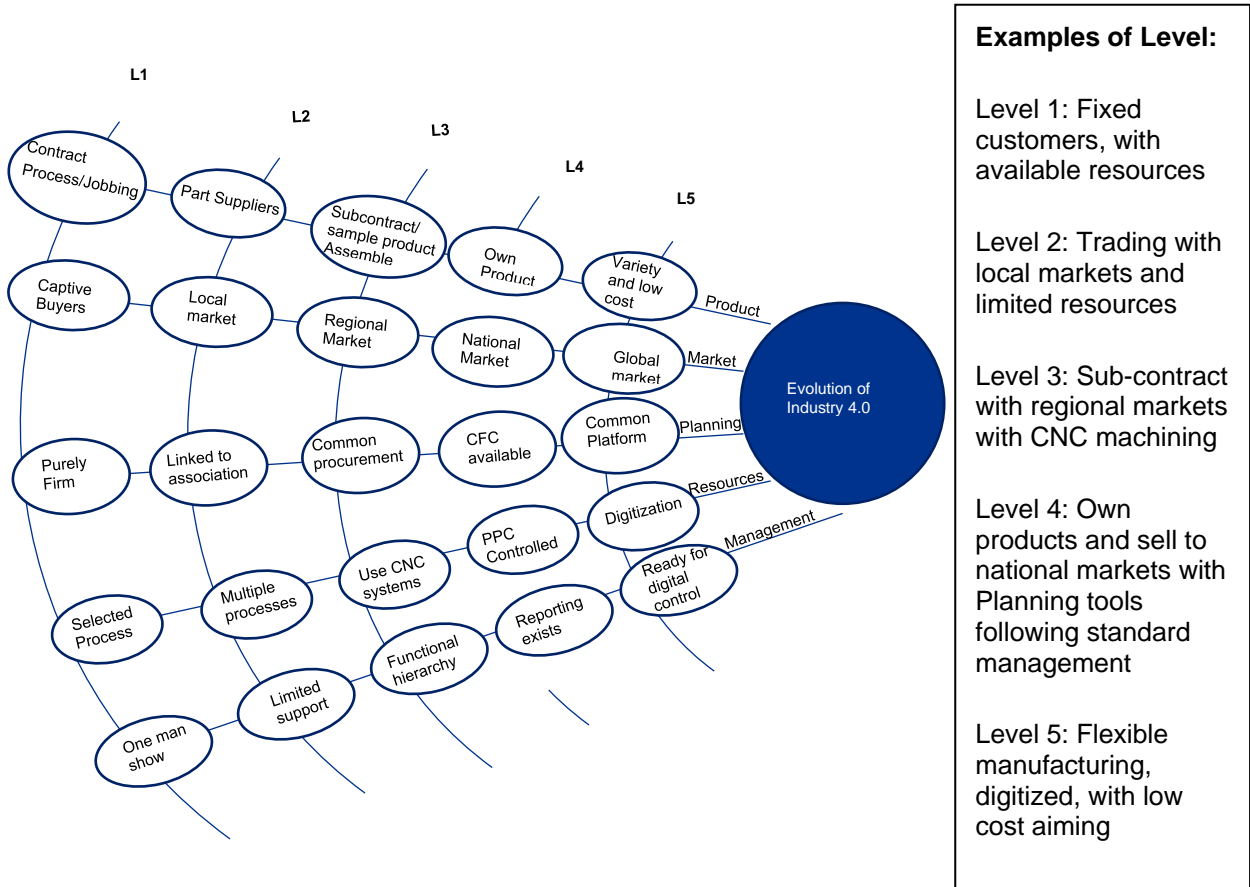 L1
L2
L3
L4
L5
Contract
Process/Jobbing
Part Suppliers
Subcontract/
sample product
Assemble
Own
Product
Variety
and low
cost
Product
Captive
Buyers
Local
market
Regional
Market
National
Market
Global
market
Market
Purely
Firm
Linked to
association
Common
procurement
CFC
available
Common
Platform
Planning
Selected
Process
Multiple
processes
Use CNC
systems
PPC
Controlled
Digitization
Resources
One man
show
Limited
support
Functional
hierarchy
Reporting
exists
Ready for
digital
control
Management
Evolution of
Industry 4.0
Examples of Level:
Level 1: Fixed
customers, with
available resources
Level 2: Trading with
local markets and
limited resources
Level 3: Sub-contract
with regional markets
with CNC machining
Level 4: Own
products and sell to
national markets with
Planning tools
following standard
management
Level 5: Flexible
manufacturing,
digitized, with low
cost aiming